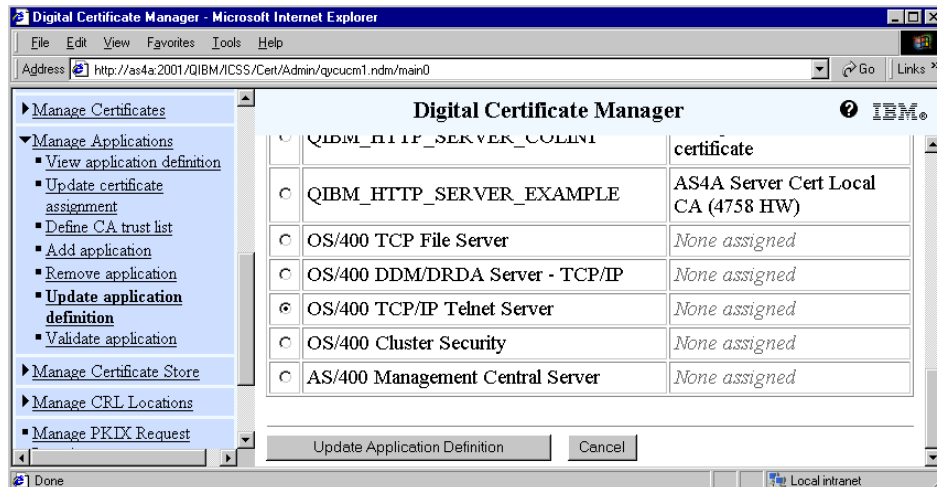 Digital Certificate Manager - Microsoft Internet Explorer
File Edit View Favorites Tools Help
Address http://as4a:2001/QIBM/ICSS/Cert/Admin/qycucm1.ndm/main0 Go Links »
Manage Certificates
Manage Applications
View application definition
Update certificate
assignment
Define CA trust list
Add application
Remove application
Update application
definition
Validate application
Manage Certificate Store
Manage CRL Locations
Manage PKIX Request
Digital Certificate Manager
IBM®
QIBM_HTTP_SERVER_COLINT
certificate
QIBM_HTTP_SERVER_EXAMPLE
AS4A Server Cert Local
CA (4758 HW)
OS/400 TCP File Server
None assigned
OS/400 DDM/DRDA Server - TCP/IP
None assigned
OS/400 TCP/IP Telnet Server
None assigned
OS/400 Cluster Security
None assigned
AS/400 Management Central Server
None assigned
Update Application Definition
Cancel
Done
Local intranet